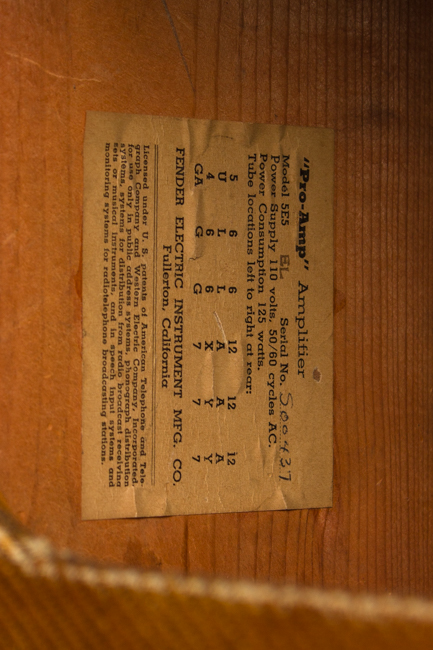 "Pro-Amp" Amplifier
Model 5E5 EL Serial No. S00437
Power Supply 110 volts, 50/60 cycles AC.
Power Consumption 125 watts.
Tube locations left to right at rear:
5 6 6 12 12 12
U L L A A A
4 6 6 X Y Y
GA G G 7 7 7
FENDER ELECTRIC INSTRUMENT MFG. CO.
Fullerton, California
Licensed under U. S. patents of American Telephone and Tele-
graph Company and Western Electric Company, Incorporated,
for use only in public address systems, phonograph distribution
systems, systems for distribution from radio broadcast receiving
sets or musical instruments, and in speech input systems and
monitoring systems for radiotelephone broadcasting stations.